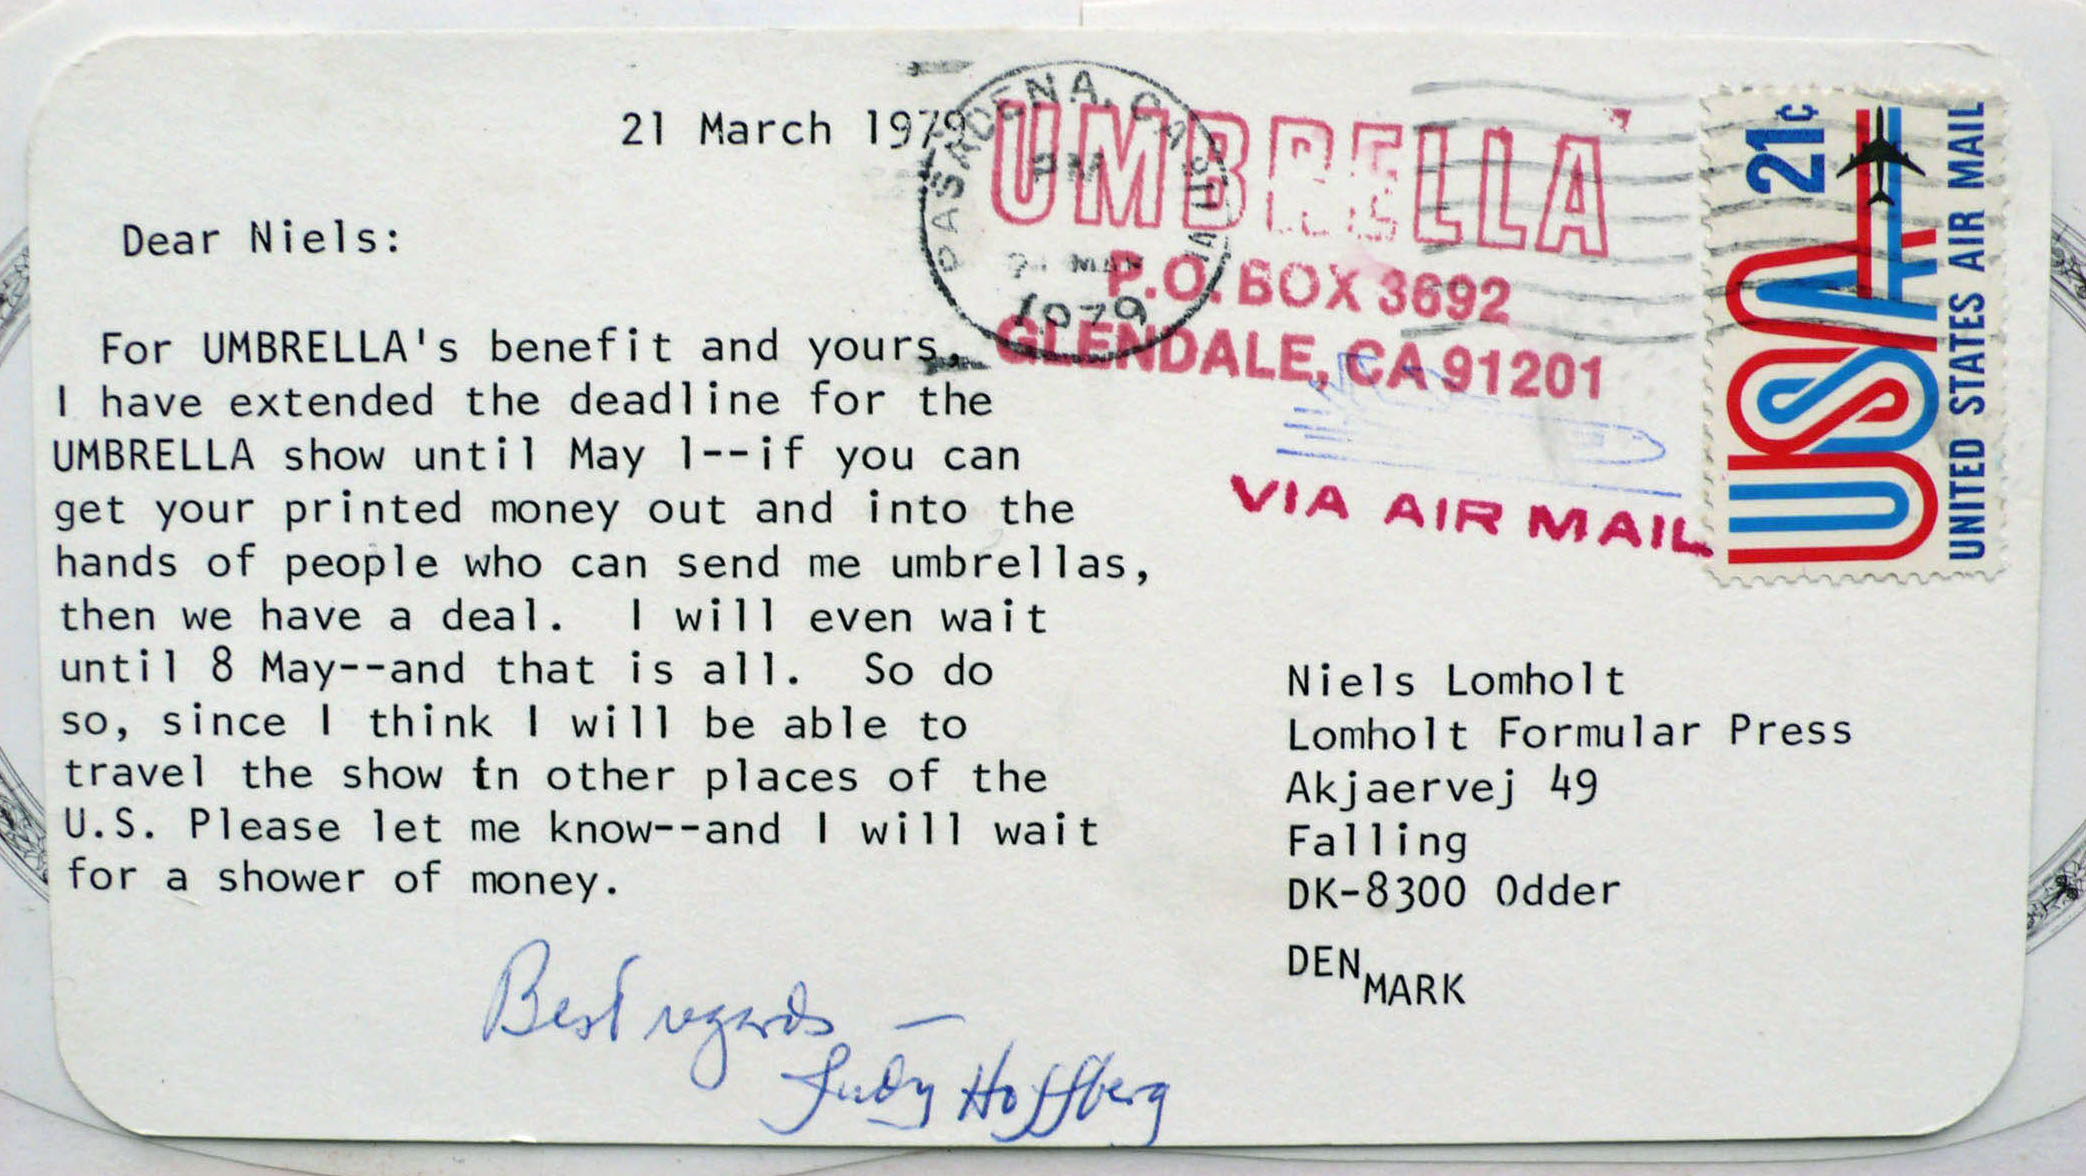 21 March 1979
Dear Niels:
For UMBRELLA's benefit and yours,
I have extended the deadline for the
UMBRELLA show until May 1--if you can
get your printed money out and into the
hands of people who can send me umbrellas,
then we have a deal.  I will even wait
until 8 May--and that is all.  So do
so, since I think I will be able to
travel the show in other places of the
U.S. Please let me know--and I will wait
for a shower of money.
Best regards —
Judy Hoffberg
PASADENA, CA
PM
MAR
1979
UMBRELLA
P.O. BOX 3692
GLENDALE, CA 91201
VIA AIR MAIL
21¢
USA
UNITED STATES AIR MAIL
Niels Lomholt
Lomholt Formular Press
Akjaervej 49
Falling
DK-8300 Odder
DENMARK